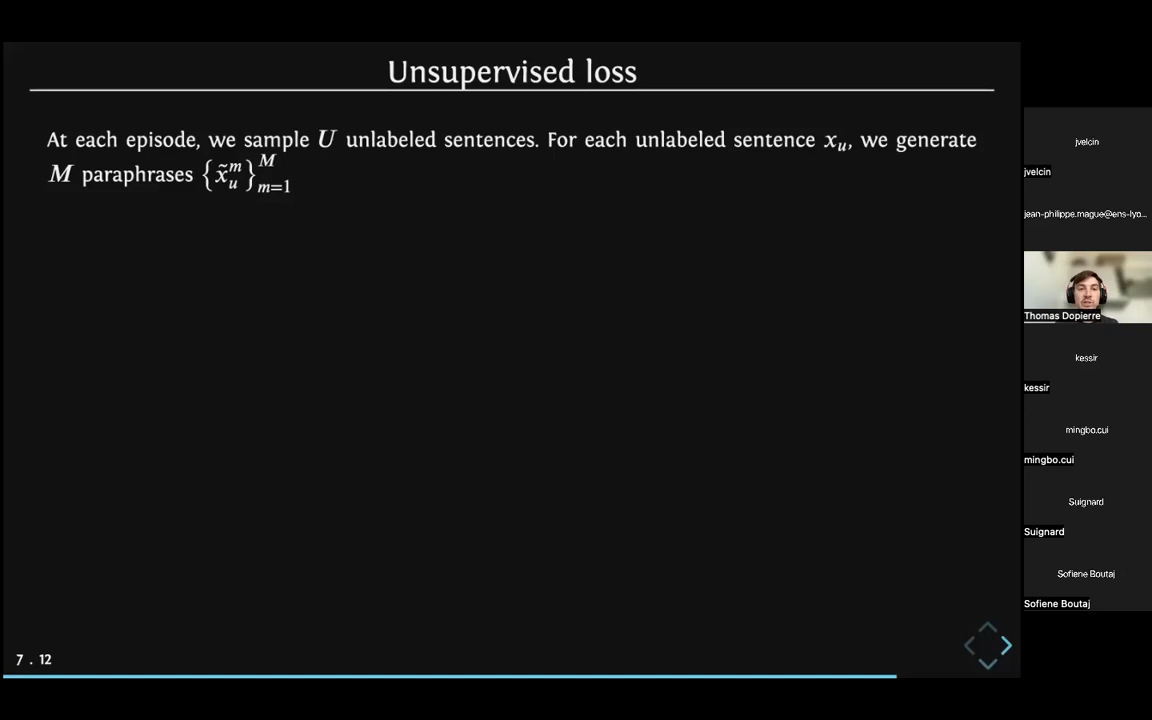 Unsupervised loss
At each episode, we sample U unlabeled sentences. For each unlabeled sentence xᵤ, we generate
M paraphrases {x̃ᵤᵐ}ᴹₘ₌₁
7 . 12
jvelcin
jvelcin
jean-philippe.mague@ens-lyo...
Thomas Dopierre
kessir
kessir
mingbo.cui
mingbo.cui
Suignard
Suignard
Sofiene Boutaj
Sofiene Boutaj